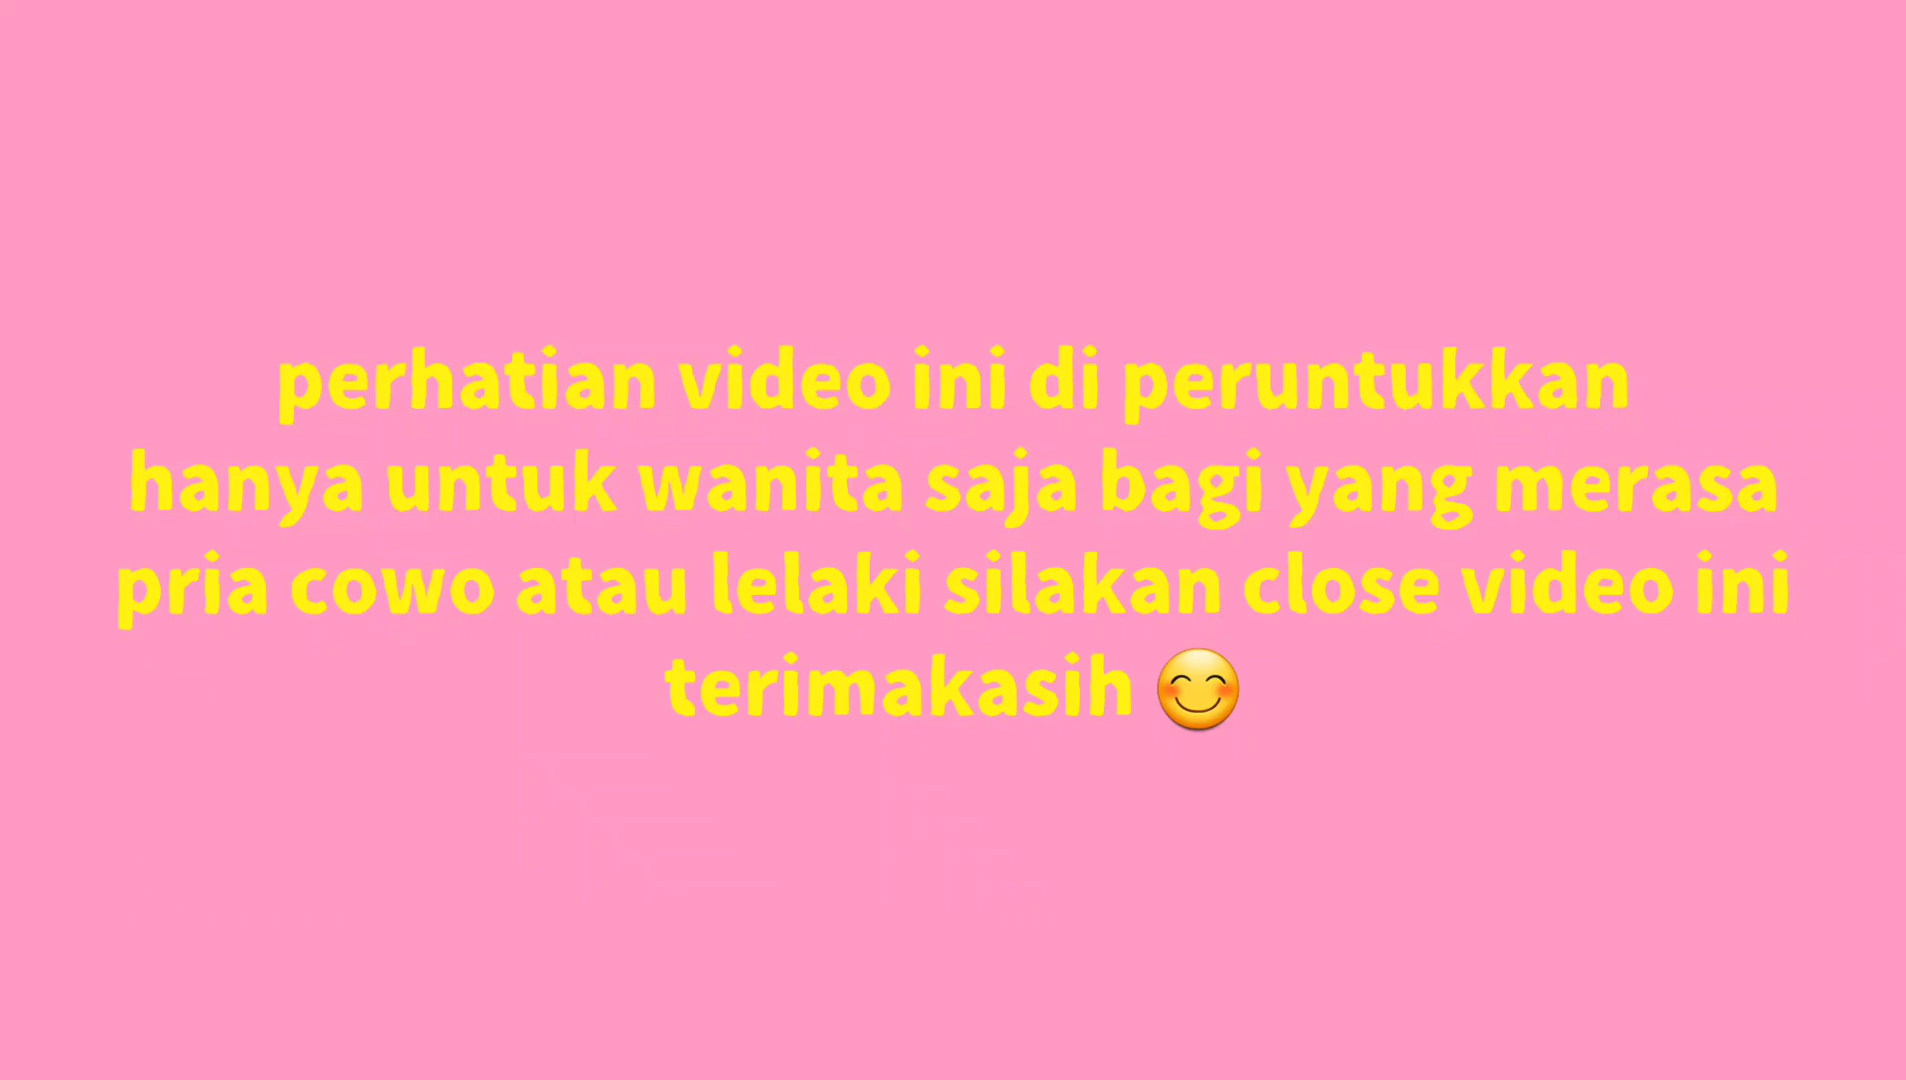 perhatian video ini di peruntukkan
hanya untuk wanita saja bagi yang merasa
pria cowo atau lelaki silakan close video ini
terimakasih 😊